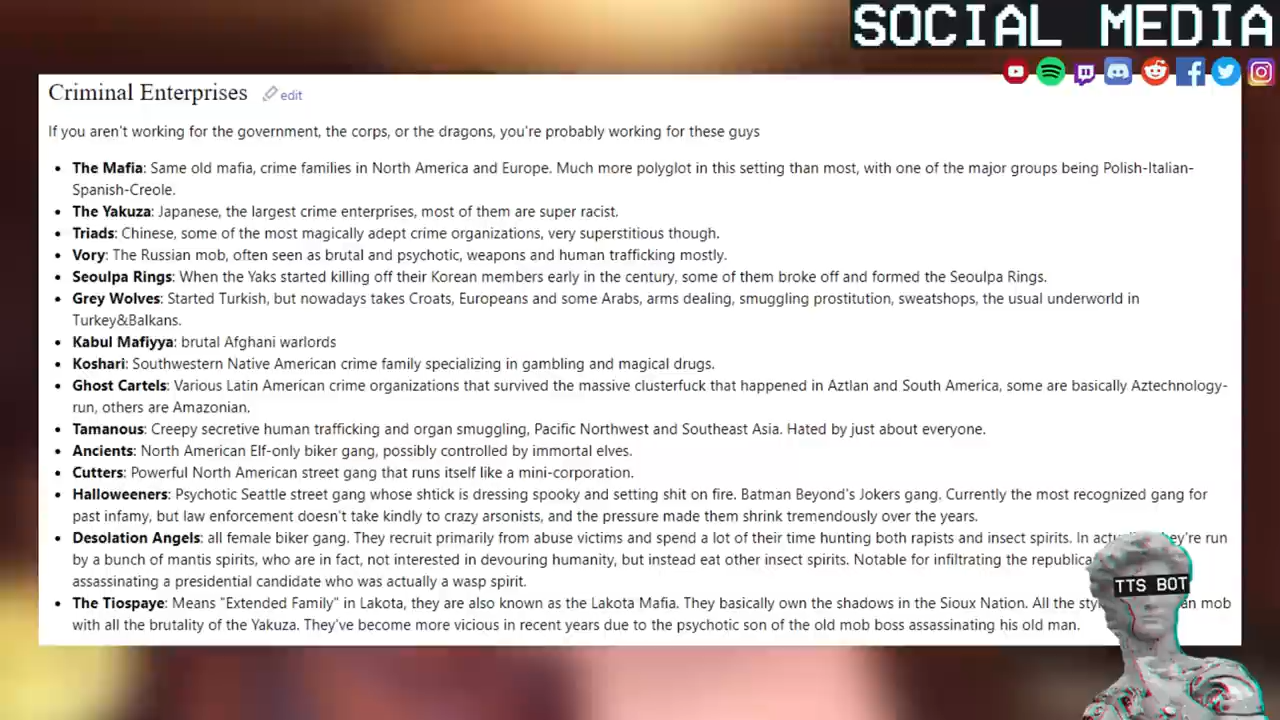 SOCIAL MEDIA
Criminal Enterprises edit
If you aren't working for the government, the corps, or the dragons, you're probably working for these guys
• The Mafia: Same old mafia, crime families in North America and Europe. Much more polyglot in this setting than most, with one of the major groups being Polish-Italian-
Spanish-Creole.
• The Yakuza: Japanese, the largest crime enterprises, most of them are super racist.
• Triads: Chinese, some of the most magically adept crime organizations, very superstitious though.
• Vory: The Russian mob, often seen as brutal and psychotic, weapons and human trafficking mostly.
• Seoulpa Rings: When the Yaks started killing off their Korean members early in the century, some of them broke off and formed the Seoulpa Rings.
• Grey Wolves: Started Turkish, but nowadays takes Croats, Europeans and some Arabs, arms dealing, smuggling prostitution, sweatshops, the usual underworld in
Turkey&Balkans.
• Kabul Mafiyya: brutal Afghani warlords
• Koshari: Southwestern Native American crime family specializing in gambling and magical drugs.
• Ghost Cartels: Various Latin American crime organizations that survived the massive clusterfuck that happened in Aztlan and South America, some are basically Aztechnology-
run, others are Amazonian.
• Tamanous: Creepy secretive human trafficking and organ smuggling, Pacific Northwest and Southeast Asia. Hated by just about everyone.
• Ancients: North American Elf-only biker gang, possibly controlled by immortal elves.
• Cutters: Powerful North American street gang that runs itself like a mini-corporation.
• Halloweeners: Psychotic Seattle street gang whose shtick is dressing spooky and setting shit on fire. Batman Beyond's Jokers gang. Currently the most recognized gang for
past infamy, but law enforcement doesn't take kindly to crazy arsonists, and the pressure made them shrink tremendously over the years.
• Desolation Angels: all female biker gang. They recruit primarily from abuse victims and spend a lot of their time hunting both rapists and insect spirits. In they're run
by a bunch of mantis spirits, who are in fact, not interested in devouring humanity, but instead eat other insect spirits. Notable for infiltrating the
assassinating a presidential candidate who was actually a wasp spirit.
• The Tiospaye: Means "Extended Family" in Lakota, they are also known as the Lakota Mafia. They basically own the shadows in the Sioux Nation. All the mob
with all the brutality of the Yakuza. They've become more vicious in recent years due to the psychotic son of the old mob boss assassinating his old man.
TTS BOT